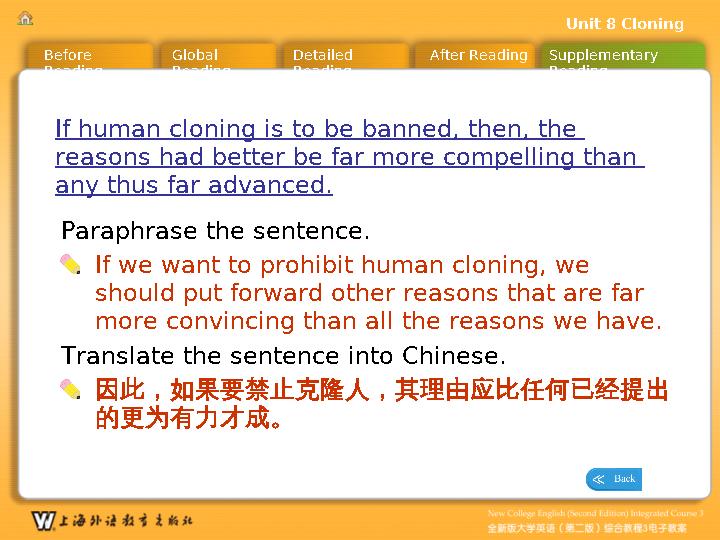 Unit 8 Cloning
Before Reading
Global Reading
Detailed Reading
After Reading
Supplementary Reading
If human cloning is to be banned, then, the
reasons had better be far more compelling than
any thus far advanced.
Paraphrase the sentence.
If we want to prohibit human cloning, we
should put forward other reasons that are far
more convincing than all the reasons we have.
Translate the sentence into Chinese.
因此，如果要禁止克隆人，其理由应比任何已经提出
的更为有力才成。
Back
New College English (Second Edition) Integrated Course 3
上海外语教育出版社
全新版大学英语（第二版）综合教程3电子教案